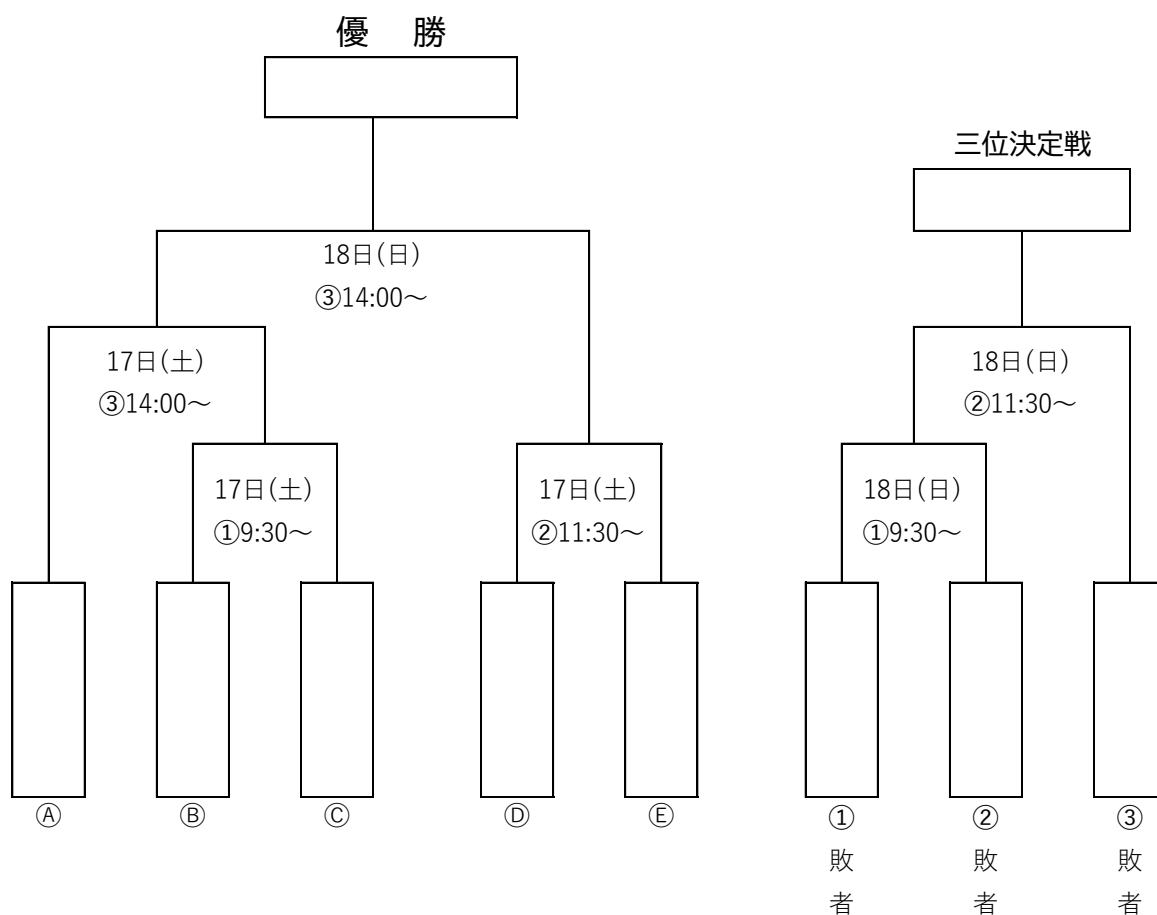 優　勝
三位決定戦
18日(日)
③14:00～
17日(土)
③14:00～
18日(日)
②11:30～
17日(土)
①9:30～
17日(土)
②11:30～
18日(日)
①9:30～
Ⓐ
Ⓑ
Ⓒ
Ⓓ
Ⓔ
①敗者
②敗者
③敗者